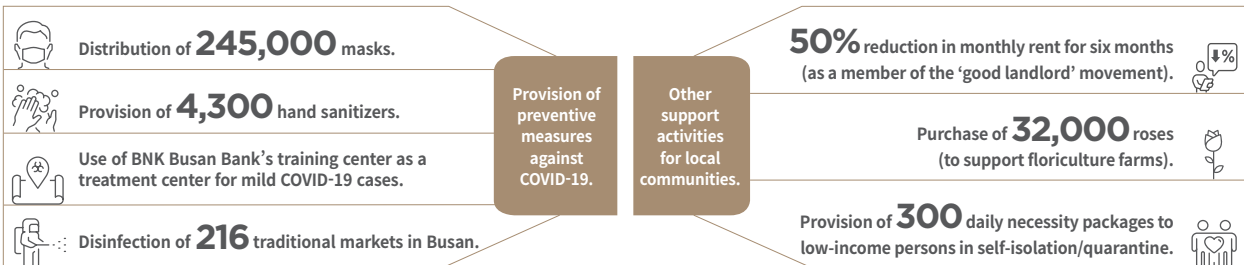 Distribution of 245,000 masks.
Provision of 4,300 hand sanitizers.
Use of BNK Busan Bank's training center as a
treatment center for mild COVID-19 cases.
Disinfection of 216 traditional markets in Busan.
Provision of
preventive
measures
against
COVID-19.
Other
support
activities
for local
communities.
50% reduction in monthly rent for six months
(as a member of the 'good landlord' movement).
%
Purchase of 32,000 roses
(to support floriculture farms).
Provision of 300 daily necessity packages to
low-income persons in self-isolation/quarantine.